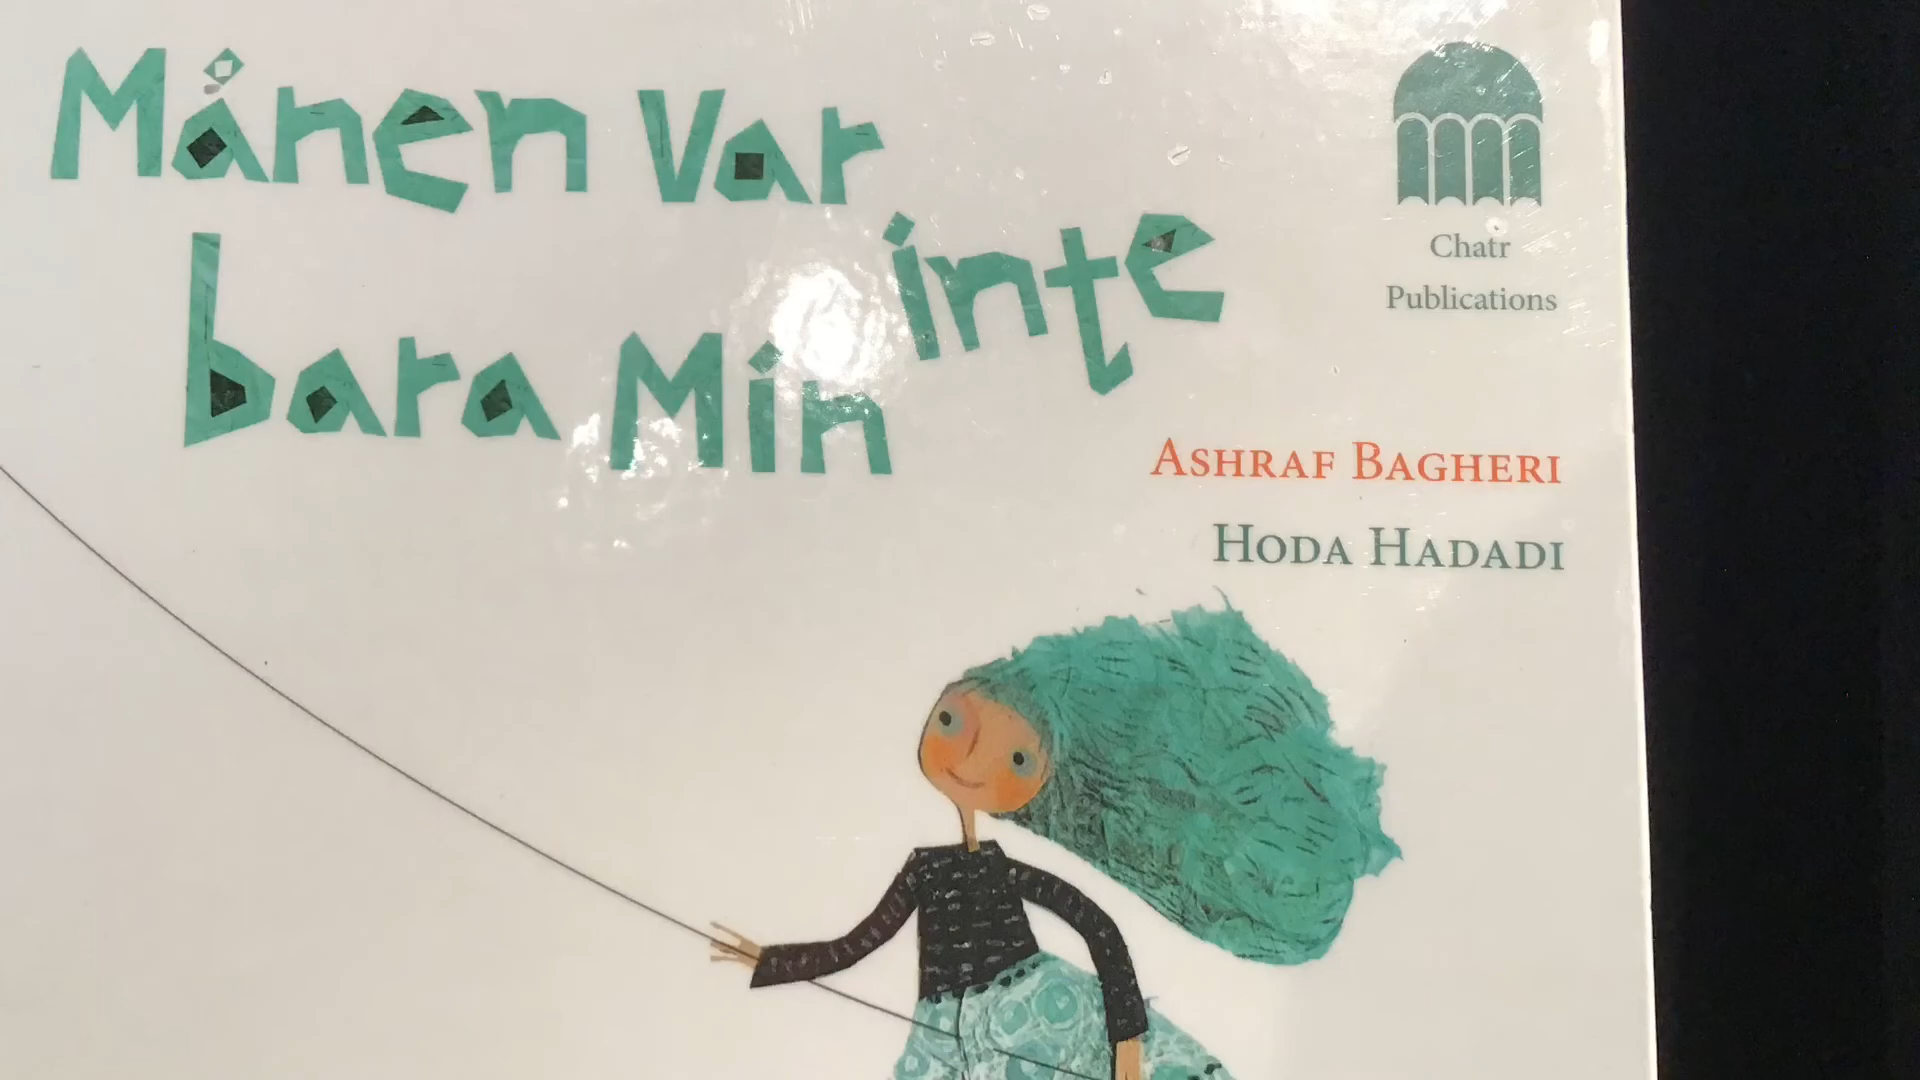 Månen var
inte
bara Min
Chatr
Publications
ASHRAF BAGHERI
HODA HADADI